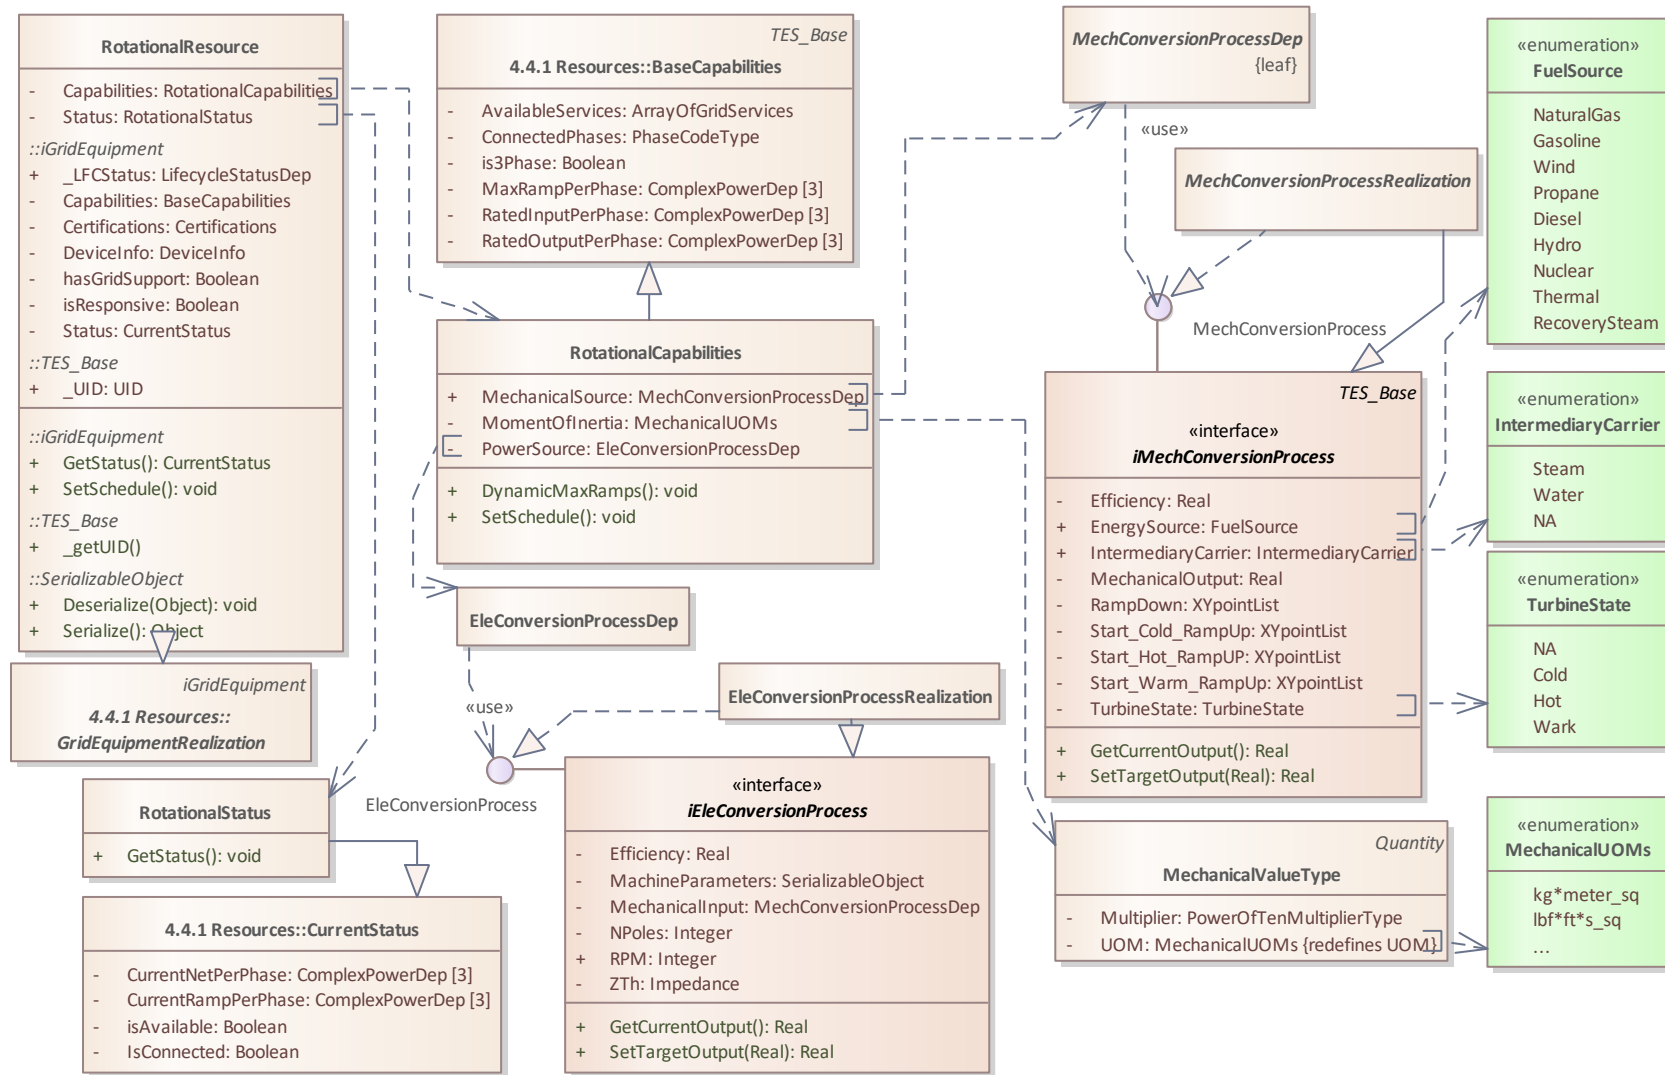 RotationalResource
- Capabilities: RotationalCapabilities
- Status: RotationalStatus
::iGridEquipment
+ _LFCStatus: LifecycleStatusDep
- Capabilities: BaseCapabilities
- Certifications: Certifications
- DeviceInfo: DeviceInfo
- hasGridSupport: Boolean
- isResponsive: Boolean
- Status: CurrentStatus
::TES_Base
+ _UID: UID
::iGridEquipment
+ GetStatus(): CurrentStatus
+ SetSchedule(): void
::TES_Base
+ _getUID()
::SerializableObject
+ Deserialize(Object): void
+ Serialize(): Object
iGridEquipment
4.4.1 Resources::
GridEquipmentRealization
RotationalStatus
+ GetStatus(): void
4.4.1 Resources::CurrentStatus
- CurrentNetPerPhase: ComplexPowerDep [3]
- CurrentRampPerPhase: ComplexPowerDep [3]
- isAvailable: Boolean
- IsConnected: Boolean
TES_Base
4.4.1 Resources::BaseCapabilities
- AvailableServices: ArrayOfGridServices
- ConnectedPhases: PhaseCodeType
- is3Phase: Boolean
- MaxRampPerPhase: ComplexPowerDep [3]
- RatedInputPerPhase: ComplexPowerDep [3]
- RatedOutputPerPhase: ComplexPowerDep [3]
RotationalCapabilities
+ MechanicalSource: MechConversionProcessDep
- MomentOfInertia: MechanicalUOMs
- PowerSource: EleConversionProcessDep
+ DynamicMaxRamps(): void
+ SetSchedule(): void
EleConversionProcessDep
«use»
EleConversionProcessRealization
EleConversionProcess
«interface»
iEleConversionProcess
- Efficiency: Real
- MachineParameters: SerializableObject
- MechanicalInput: MechConversionProcessDep
- NPoles: Integer
+ RPM: Integer
- ZTh: Impedance
+ GetCurrentOutput(): Real
+ SetTargetOutput(Real): Real
MechConversionProcessDep
{leaf}
«use»
MechConversionProcessRealization
MechConversionProcess
TES_Base
«interface»
iMechConversionProcess
- Efficiency: Real
+ EnergySource: FuelSource
+ IntermediaryCarrier: IntermediaryCarrier
- MechanicalOutput: Real
- RampDown: XYpointList
- Start_Cold_RampUp: XYpointList
- Start_Hot_RampUP: XYpointList
- Start_Warm_RampUp: XYpointList
- TurbineState: TurbineState
+ GetCurrentOutput(): Real
+ SetTargetOutput(Real): Real
Quantity
MechanicalValueType
- Multiplier: PowerOfTenMultiplierType
- UOM: MechanicalUOMs {redefines UOM}
«enumeration»
FuelSource
NaturalGas
Gasoline
Wind
Propane
Diesel
Hydro
Nuclear
Thermal
RecoverySteam
«enumeration»
IntermediaryCarrier
Steam
Water
NA
«enumeration»
TurbineState
NA
Cold
Hot
Wark
«enumeration»
MechanicalUOMs
kg*meter_sq
lbf*ft*s_sq
...